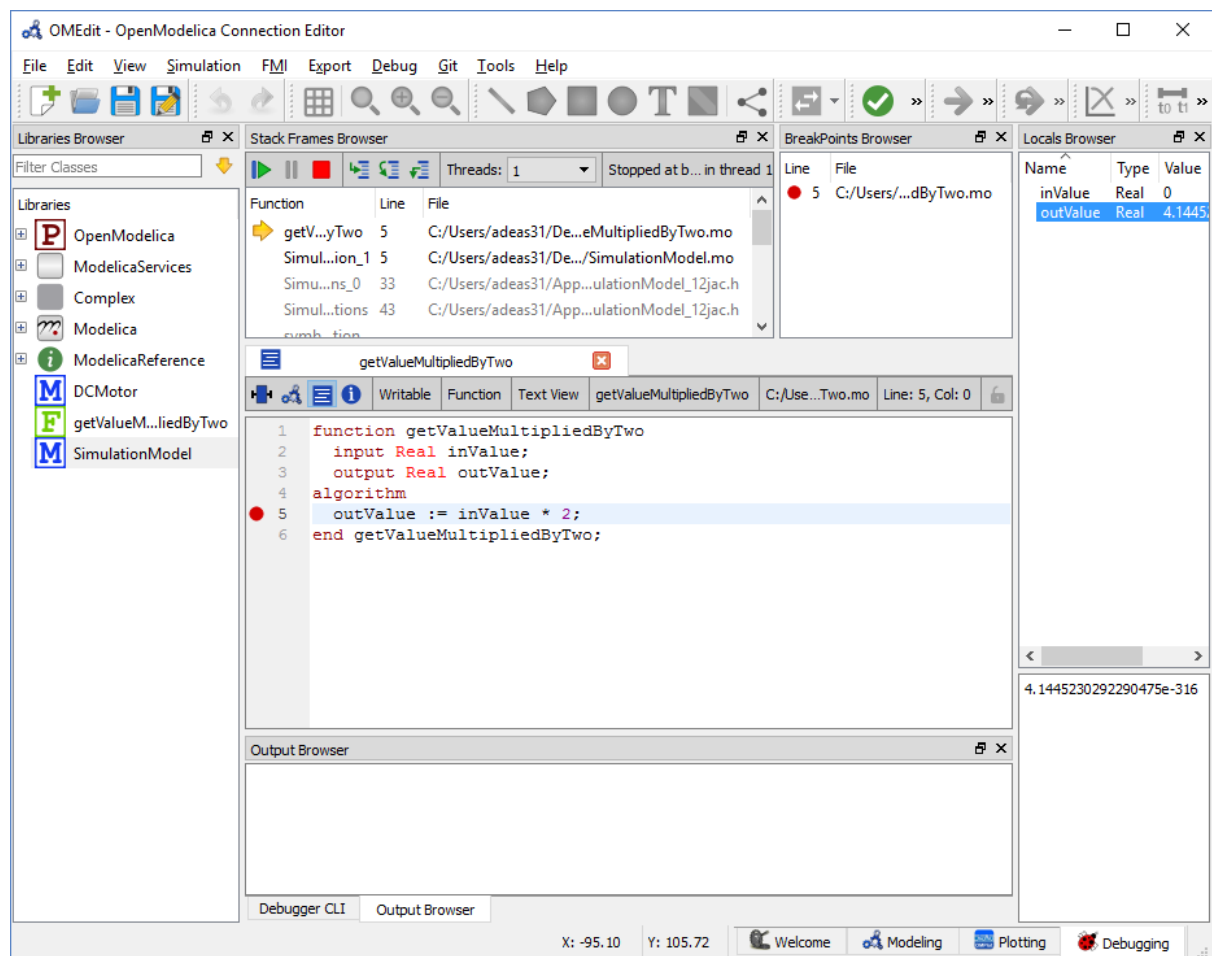 OMEdit - OpenModelica Connection Editor
File Edit View Simulation FMI Export Debug Git Tools Help
T
t0 t1
Libraries Browser
Filter Classes
Libraries
P OpenModelica
ModelicaServices
Complex
Modelica
i ModelicaReference
M DCMotor
F getValueM...liedByTwo
M SimulationModel
Stack Frames Browser
Threads: 1
Stopped at b... in thread 1
Function Line File
getV...yTwo 5 C:/Users/adeas31/De...eMultipliedByTwo.mo
Simul...ion_1 5 C:/Users/adeas31/De.../SimulationModel.mo
Simu...ns_0 33 C:/Users/adeas31/App...ulationModel_12jac.h
Simul...tions 43 C:/Users/adeas31/App...ulationModel_12jac.h
BreakPoints Browser
Line File
5 C:/Users/...dByTwo.mo
Locals Browser
Name Type Value
inValue Real 0
outValue Real 4.1445
4.1445230292290475e-316
getValueMultipliedByTwo
Writable Function Text View getValueMultipliedByTwo C:/Use...Two.mo Line: 5, Col: 0
1 function getValueMultipliedByTwo
2 input Real inValue;
3 output Real outValue;
4 algorithm
5 outValue := inValue * 2;
6 end getValueMultipliedByTwo;
Output Browser
Debugger CLI Output Browser
X: -95.10 Y: 105.72 Welcome Modeling Plotting Debugging